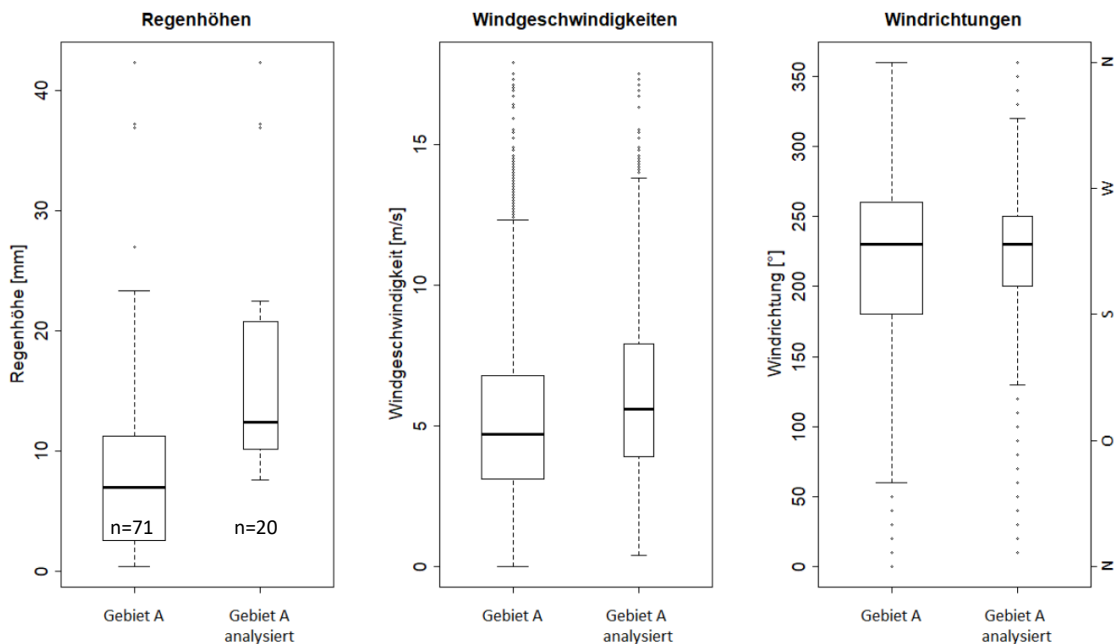 Regenhöhen
Regenhöhe [mm]
40
30
20
10
0
n=71
n=20
Gebiet A
Gebiet A
analysiert
Windgeschwindigkeiten
Windgeschwindigkeit [m/s]
15
10
5
0
Gebiet A
Gebiet A
analysiert
Windrichtungen
Windrichtung [°]
350
300
250
200
150
100
50
0
N
W
S
O
N
Gebiet A
Gebiet A
analysiert